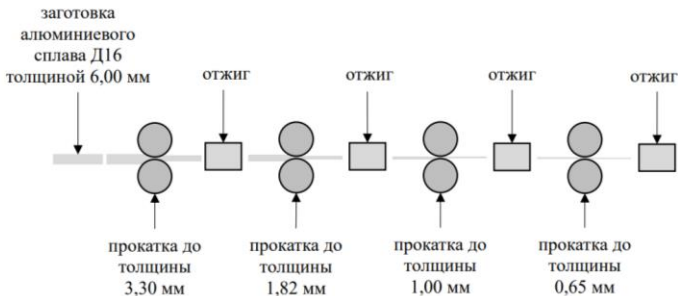 заготовка
алюминиевого
сплава Д16
толщиной 6,00 мм
отжиг
отжиг
отжиг
отжиг
прокатка до
толщины
3,30 мм
прокатка до
толщины
1,82 мм
прокатка до
толщины
1,00 мм
прокатка до
толщины
0,65 мм